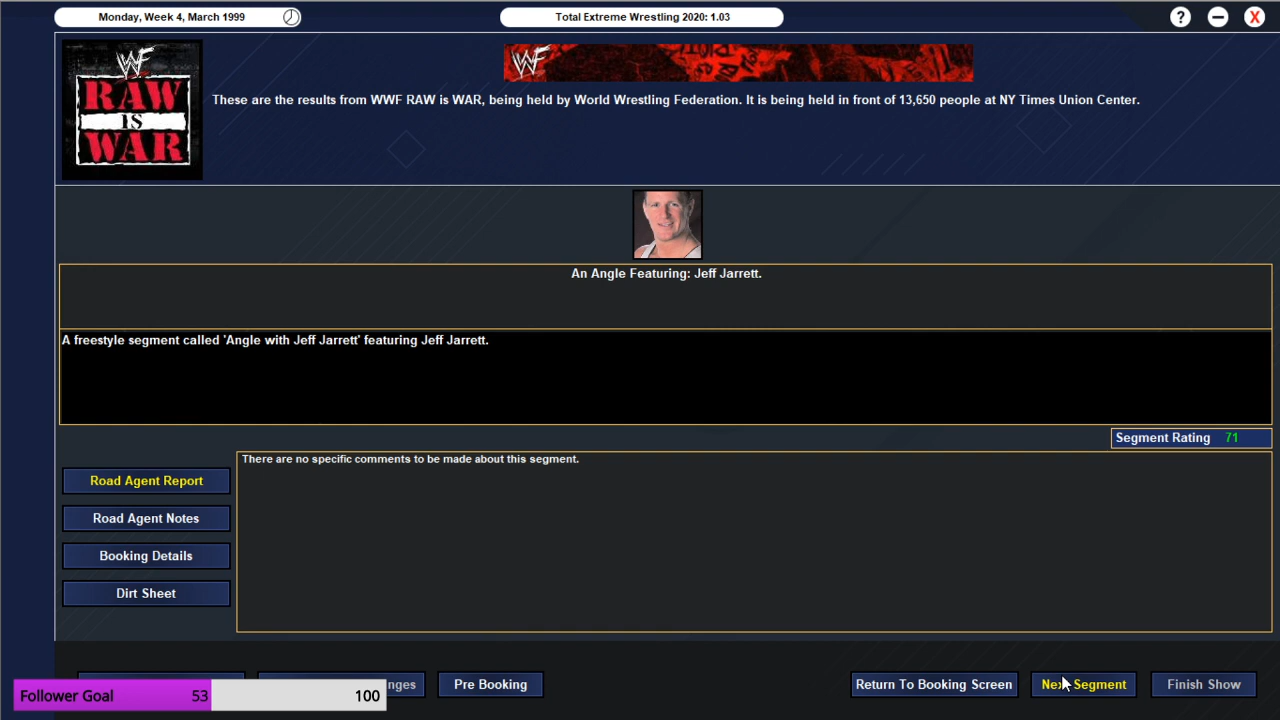 Monday, Week 4, March 1999
Total Extreme Wrestling 2020: 1.03
?
X
WF
RAW
IS
WAR
WF
These are the results from WWF RAW is WAR, being held by World Wrestling Federation. It is being held in front of 13,650 people at NY Times Union Center.
An Angle Featuring: Jeff Jarrett.
A freestyle segment called 'Angle with Jeff Jarrett' featuring Jeff Jarrett.
Segment Rating 71
There are no specific comments to be made about this segment.
Road Agent Report
Road Agent Notes
Booking Details
Dirt Sheet
Follower Goal 53 100
nges
Pre Booking
Return To Booking Screen
Next Segment
Finish Show